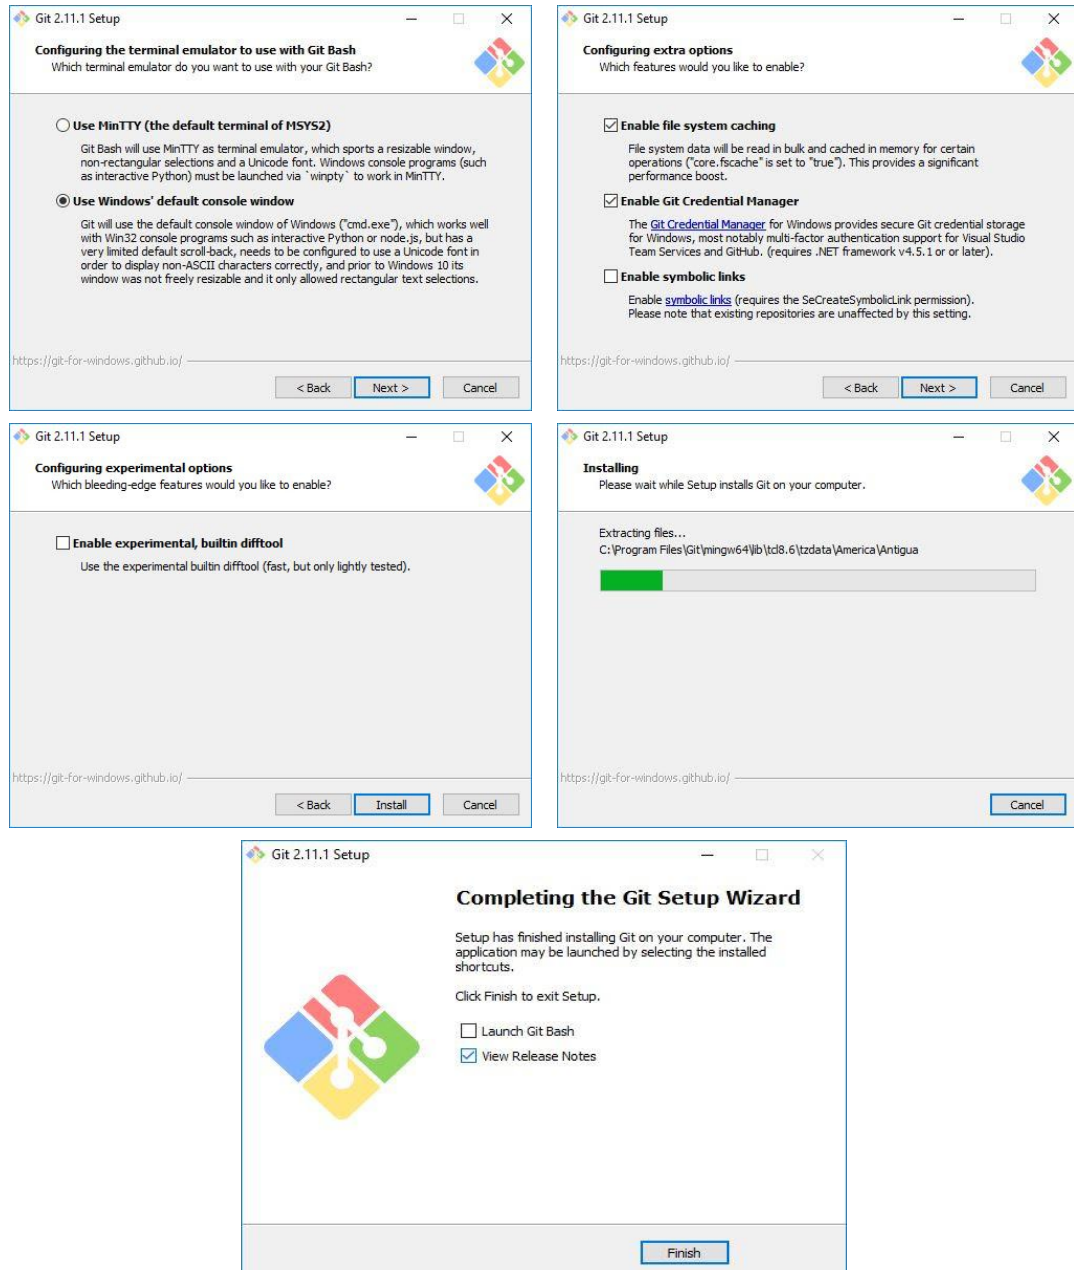 Git 2.11.1 Setup
Configuring the terminal emulator to use with Git Bash
Which terminal emulator do you want to use with your Git Bash?
Use MinTTY (the default terminal of MSYS2)
Git Bash will use MinTTY as terminal emulator, which sports a resizable window,
non-rectangular selections and a Unicode font. Windows console programs (such
as interactive Python) must be launched via `winpty` to work in MinTTY.
Use Windows' default console window
Git will use the default console window of Windows ("cmd.exe"), which works well
with Win32 console programs such as interactive Python or node.js, but has a
very limited default scroll-back, needs to be configured to use a Unicode font in
order to display non-ASCII characters correctly, and prior to Windows 10 its
window was not freely resizable and it only allowed rectangular text selections.
https://git-for-windows.github.io/
< Back Next > Cancel
Git 2.11.1 Setup
Configuring extra options
Which features would you like to enable?
Enable file system caching
File system data will be read in bulk and cached in memory for certain
operations ("core.fscache" is set to "true"). This provides a significant
performance boost.
Enable Git Credential Manager
The Git Credential Manager for Windows provides secure Git credential storage
for Windows, most notably multi-factor authentication support for Visual Studio
Team Services and GitHub. (requires .NET framework v4.5.1 or or later).
Enable symbolic links
Enable symbolic links (requires the SeCreateSymbolicLink permission).
Please note that existing repositories are unaffected by this setting.
https://git-for-windows.github.io/
< Back Next > Cancel
Git 2.11.1 Setup
Configuring experimental options
Which bleeding-edge features would you like to enable?
Enable experimental, builtin difftool
Use the experimental builtin difftool (fast, but only lightly tested).
https://git-for-windows.github.io/
< Back Install Cancel
Git 2.11.1 Setup
Installing
Please wait while Setup installs Git on your computer.
Extracting files...
C:\Program Files\Git\mingw64\lib\tcl8.6\tzdata\America\Antigua
https://git-for-windows.github.io/
Cancel
Git 2.11.1 Setup
Completing the Git Setup Wizard
Setup has finished installing Git on your computer. The
application may be launched by selecting the installed
shortcuts.
Click Finish to exit Setup.
Launch Git Bash
View Release Notes
Finish